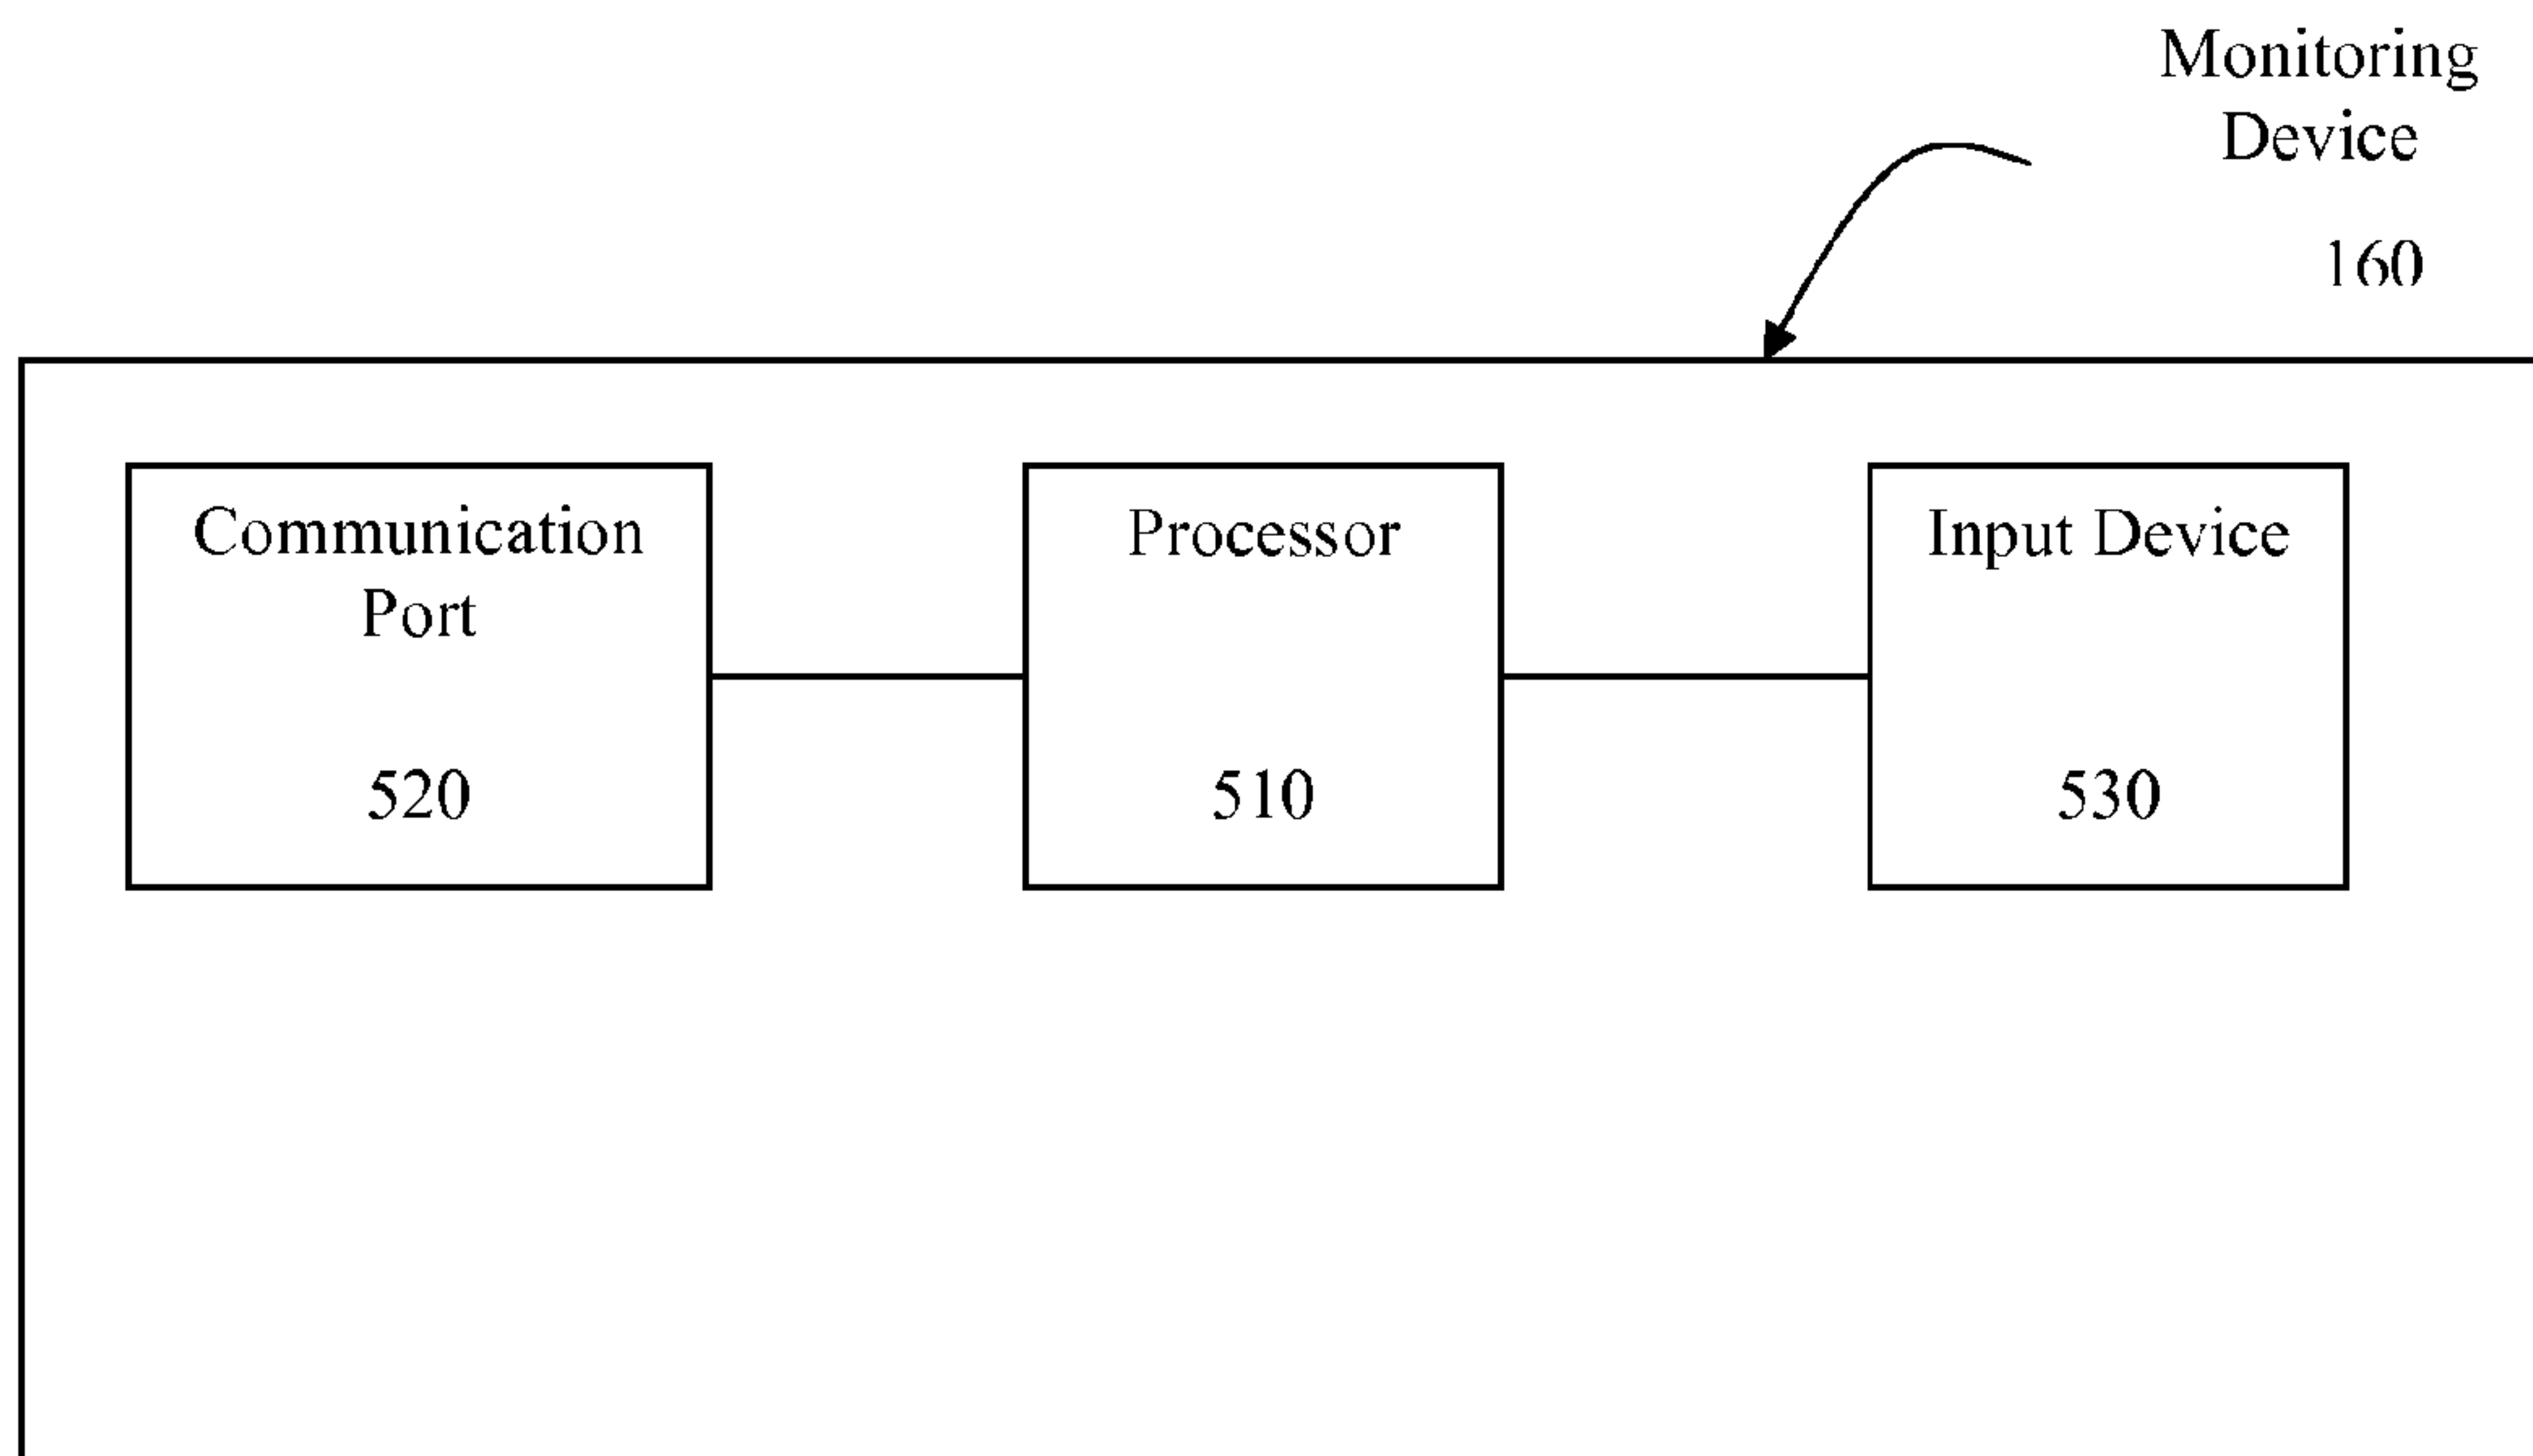 Monitoring
Device
160
Communication
Port
520
Processor
510
Input Device
530